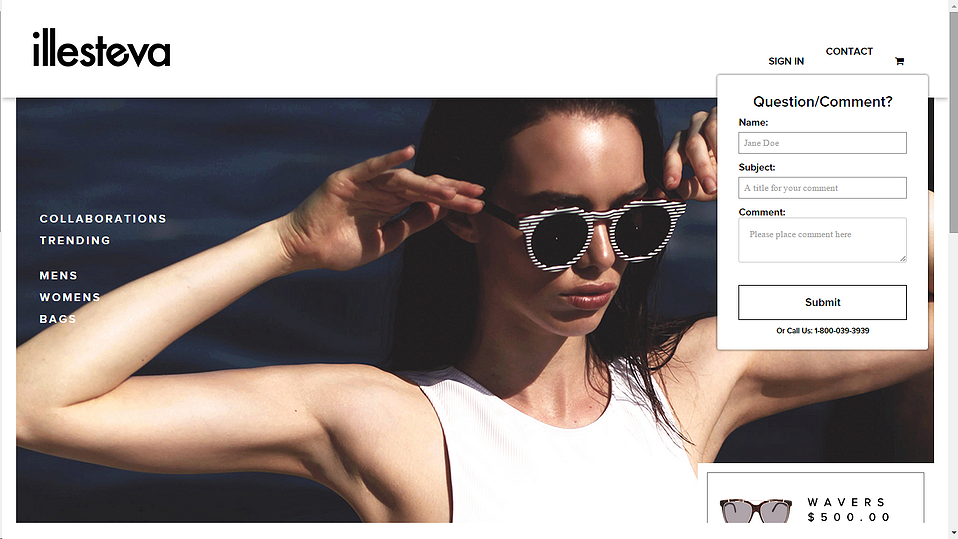 illesteva
SIGN IN
CONTACT
Question/Comment?
Name:
Jane Doe
Subject:
A title for your comment
Comment:
Please place comment here
Submit
Or Call Us: 1-800-039-3939
COLLABORATIONS
TRENDING
MENS
WOMENS
BAGS
WAVERS
$500.00